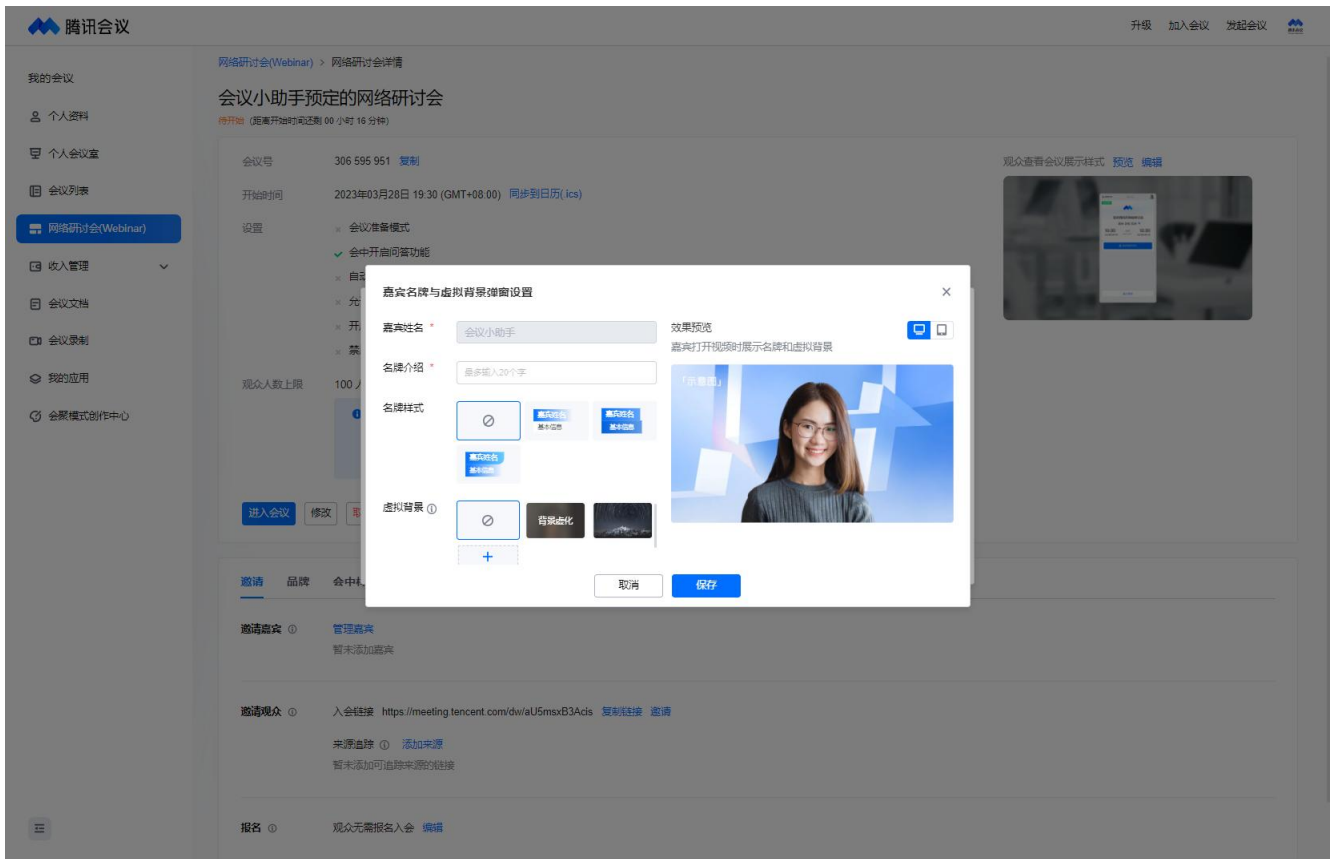 腾讯会议
升级 加入会议 发起会议
我的会议
个人资料
个人会议室
会议列表
网络研讨会(Webinar)
收入管理
会议文档
会议录制
我的应用
会聚模式创作中心
网络研讨会(Webinar) > 网络研讨会详情
会议小助手预定的网络研讨会
待开始 (距离开始时间还剩 00 小时 16 分钟)
会议号 306 595 951 复制
开始时间 2023年03月28日 19:30 (GMT+08:00) 同步到日历(.ics)
设置 会议准备模式
会中开启问答功能
自动
允
开
禁
观众人数上限 100 人
进入会议 修改 取
观众查看会议展示样式 预览 编辑
嘉宾名牌与虚拟背景弹窗设置
嘉宾姓名 * 会议小助手
名牌介绍 * 最多输入20个字
名牌样式
嘉宾姓名
基本信息
嘉宾姓名
基本信息
嘉宾姓名
基本信息
虚拟背景
背景虚化
效果预览
嘉宾打开视频时展示名牌和虚拟背景
「示意图」
取消 保存
邀请 品牌 会中
邀请嘉宾 管理嘉宾
暂未添加嘉宾
邀请观众 入会链接 https://meeting.tencent.com/dw/aU5msxB3Acis 复制链接 邀请
来源追踪 添加来源
暂未添加可追踪来源的链接
报名 观众无需报名入会 编辑